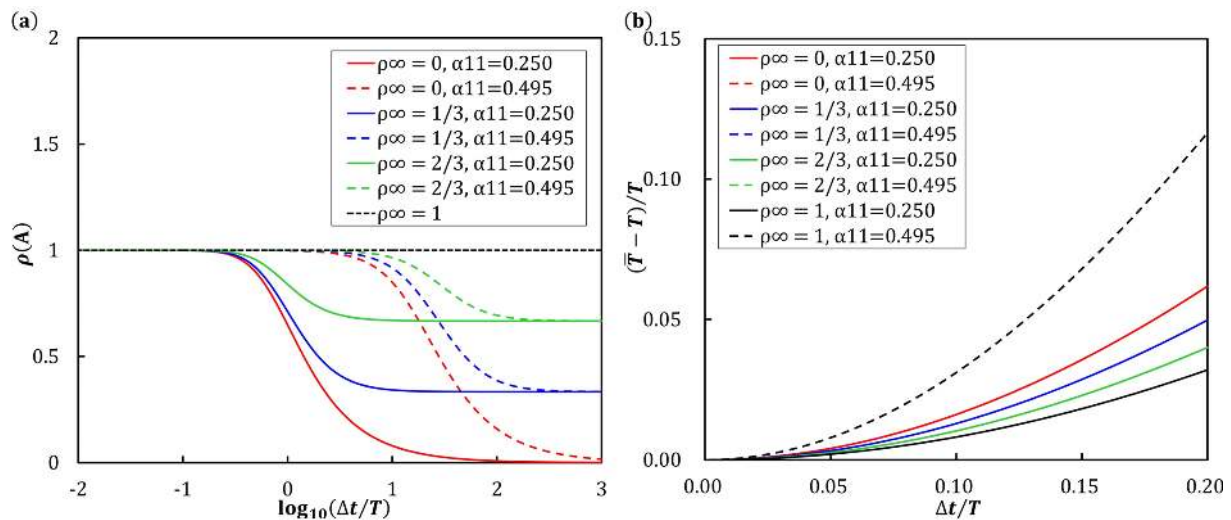 (a)
2
1.5
1
0.5
0
ρ(A)
ρ∞ = 0, α11=0.250
ρ∞ = 0, α11=0.495
ρ∞ = 1/3, α11=0.250
ρ∞ = 1/3, α11=0.495
ρ∞ = 2/3, α11=0.250
ρ∞ = 2/3, α11=0.495
ρ∞ = 1
-2 -1 0 1 2 3
log₁₀(Δt/T)
(b)
0.15
0.10
0.05
0.00
(T̅ − T)/T
ρ∞ = 0, α11=0.250
ρ∞ = 0, α11=0.495
ρ∞ = 1/3, α11=0.250
ρ∞ = 1/3, α11=0.495
ρ∞ = 2/3, α11=0.250
ρ∞ = 2/3, α11=0.495
ρ∞ = 1, α11=0.250
ρ∞ = 1, α11=0.495
0.00 0.05 0.10 0.15 0.20
Δt/T